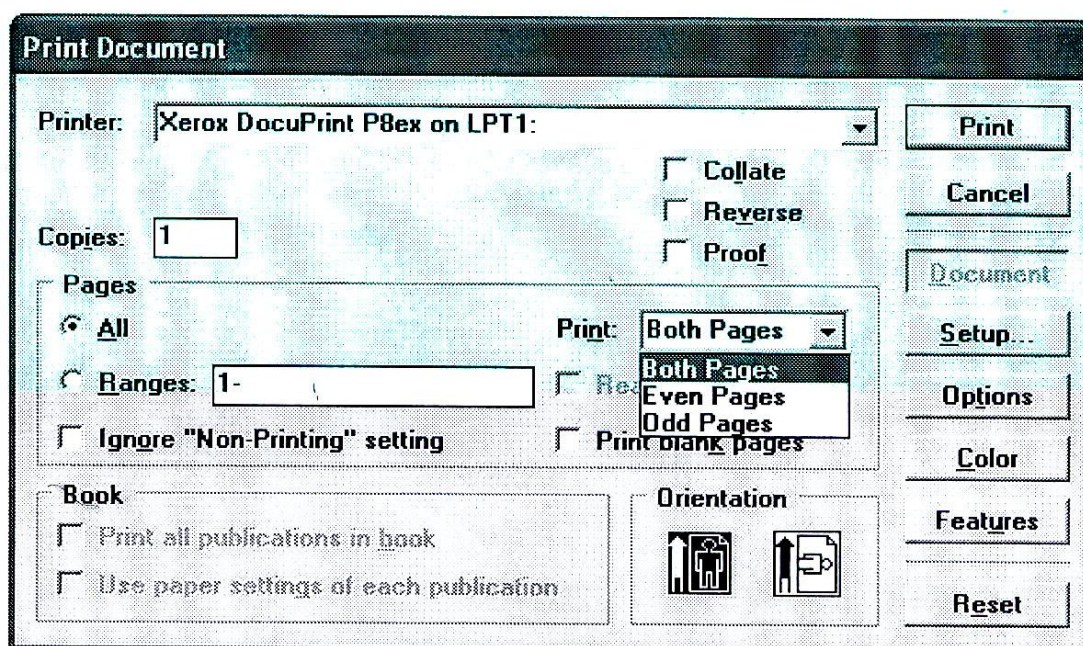 Print Document
Printer: Xerox DocuPrint P8ex on LPT1: Print
Collate
Cancel
Reverse
Copies: 1
Proof
Document
Pages
All Print: Both Pages Setup...
Both Pages
Ranges: 1-
Even Pages Options
Odd Pages
Ignore "Non-Printing" setting Print blank pages
Color
Book Orientation
Features
Print all publications in book
Use paper settings of each publication
Reset